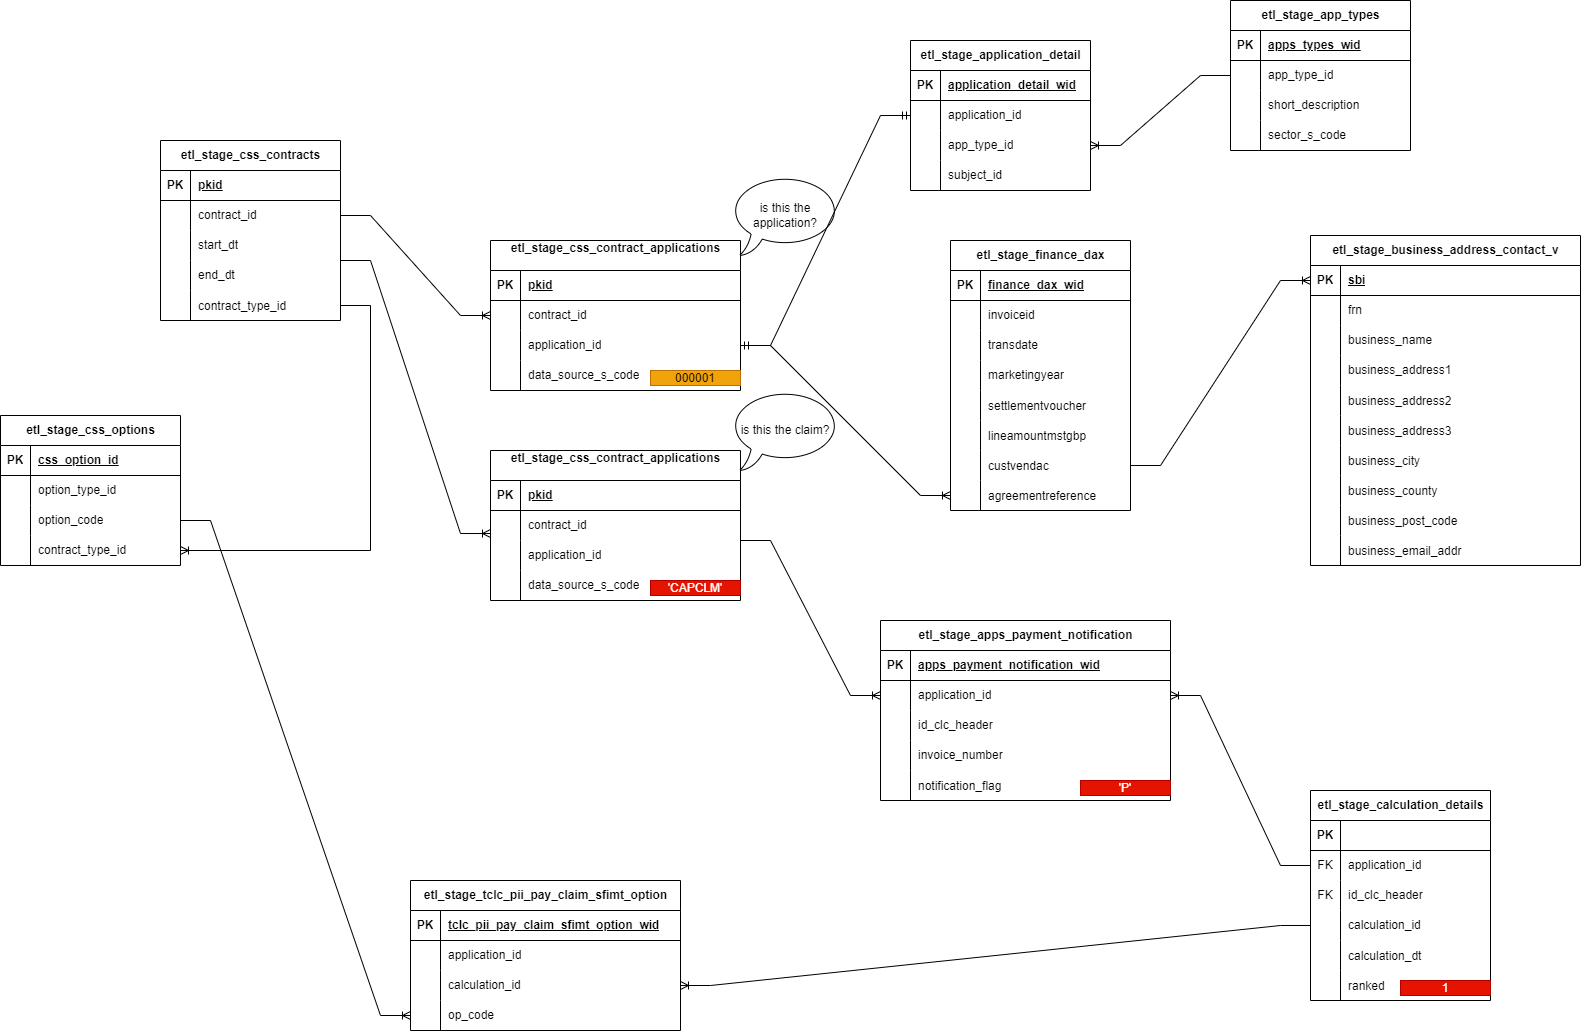 etl_stage_app_types
PK
apps_types_wid
app_type_id
short_description
sector_s_code
etl_stage_application_detail
PK
application_detail_wid
application_id
app_type_id
subject_id
etl_stage_css_contracts
PK
pkid
contract_id
start_dt
end_dt
contract_type_id
is this the
application?
etl_stage_css_contract_applications
PK
pkid
contract_id
application_id
data_source_s_code
000001
etl_stage_finance_dax
PK
finance_dax_wid
invoiceid
transdate
marketingyear
settlementvoucher
lineamountmstgbp
custvendac
agreementreference
etl_stage_business_address_contact_v
PK
sbi
frn
business_name
business_address1
business_address2
business_address3
business_city
business_county
business_post_code
business_email_addr
etl_stage_css_options
PK
css_option_id
option_type_id
option_code
contract_type_id
is this the claim?
etl_stage_css_contract_applications
PK
pkid
contract_id
application_id
data_source_s_code
'CAPCLM'
etl_stage_apps_payment_notification
PK
apps_payment_notification_wid
application_id
id_clc_header
invoice_number
notification_flag
'P'
etl_stage_calculation_details
PK
FK
application_id
FK
id_clc_header
calculation_id
calculation_dt
ranked
1
etl_stage_tclc_pii_pay_claim_sfimt_option
PK
tclc_pii_pay_claim_sfimt_option_wid
application_id
calculation_id
op_code